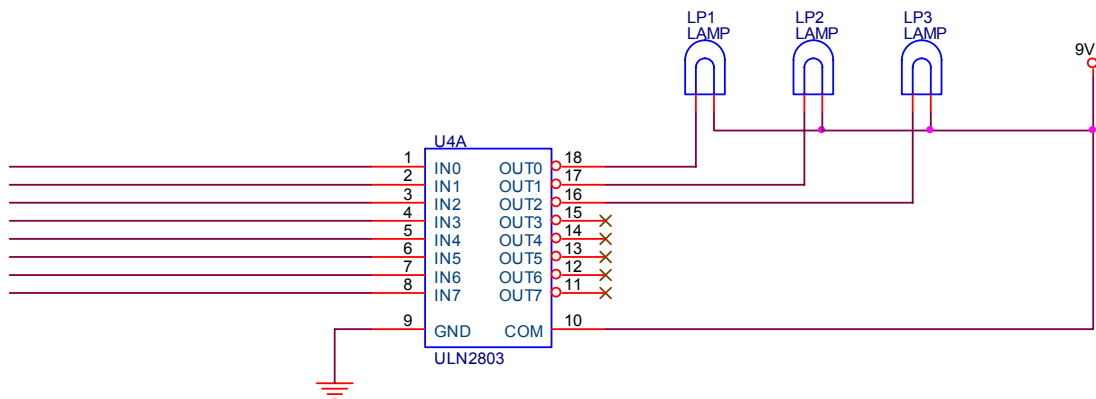 LP1
LAMP
LP2
LAMP
LP3
LAMP
9V
U4A
1 IN0 OUT0 18
2 IN1 OUT1 17
3 IN2 OUT2 16
4 IN3 OUT3 15
5 IN4 OUT4 14
6 IN5 OUT5 13
7 IN6 OUT6 12
8 IN7 OUT7 11
9 GND COM 10
ULN2803